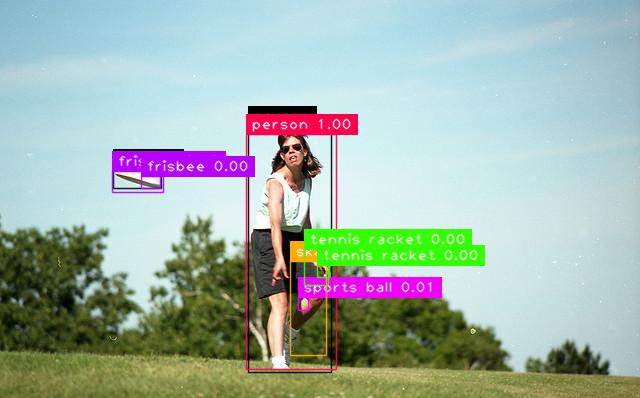 person 1.00
fris
frisbee 0.00
tennis racket 0.00
sk
tennis racket 0.00
sports ball 0.01